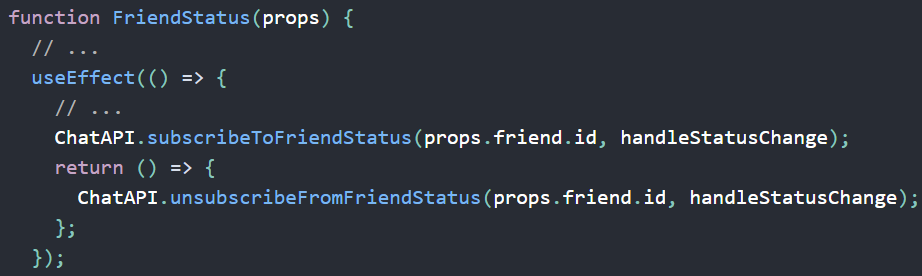 function FriendStatus(props) {
  // ...
  useEffect(() => {
    // ...
    ChatAPI.subscribeToFriendStatus(props.friend.id, handleStatusChange);
    return () => {
      ChatAPI.unsubscribeFromFriendStatus(props.friend.id, handleStatusChange);
    };
  });